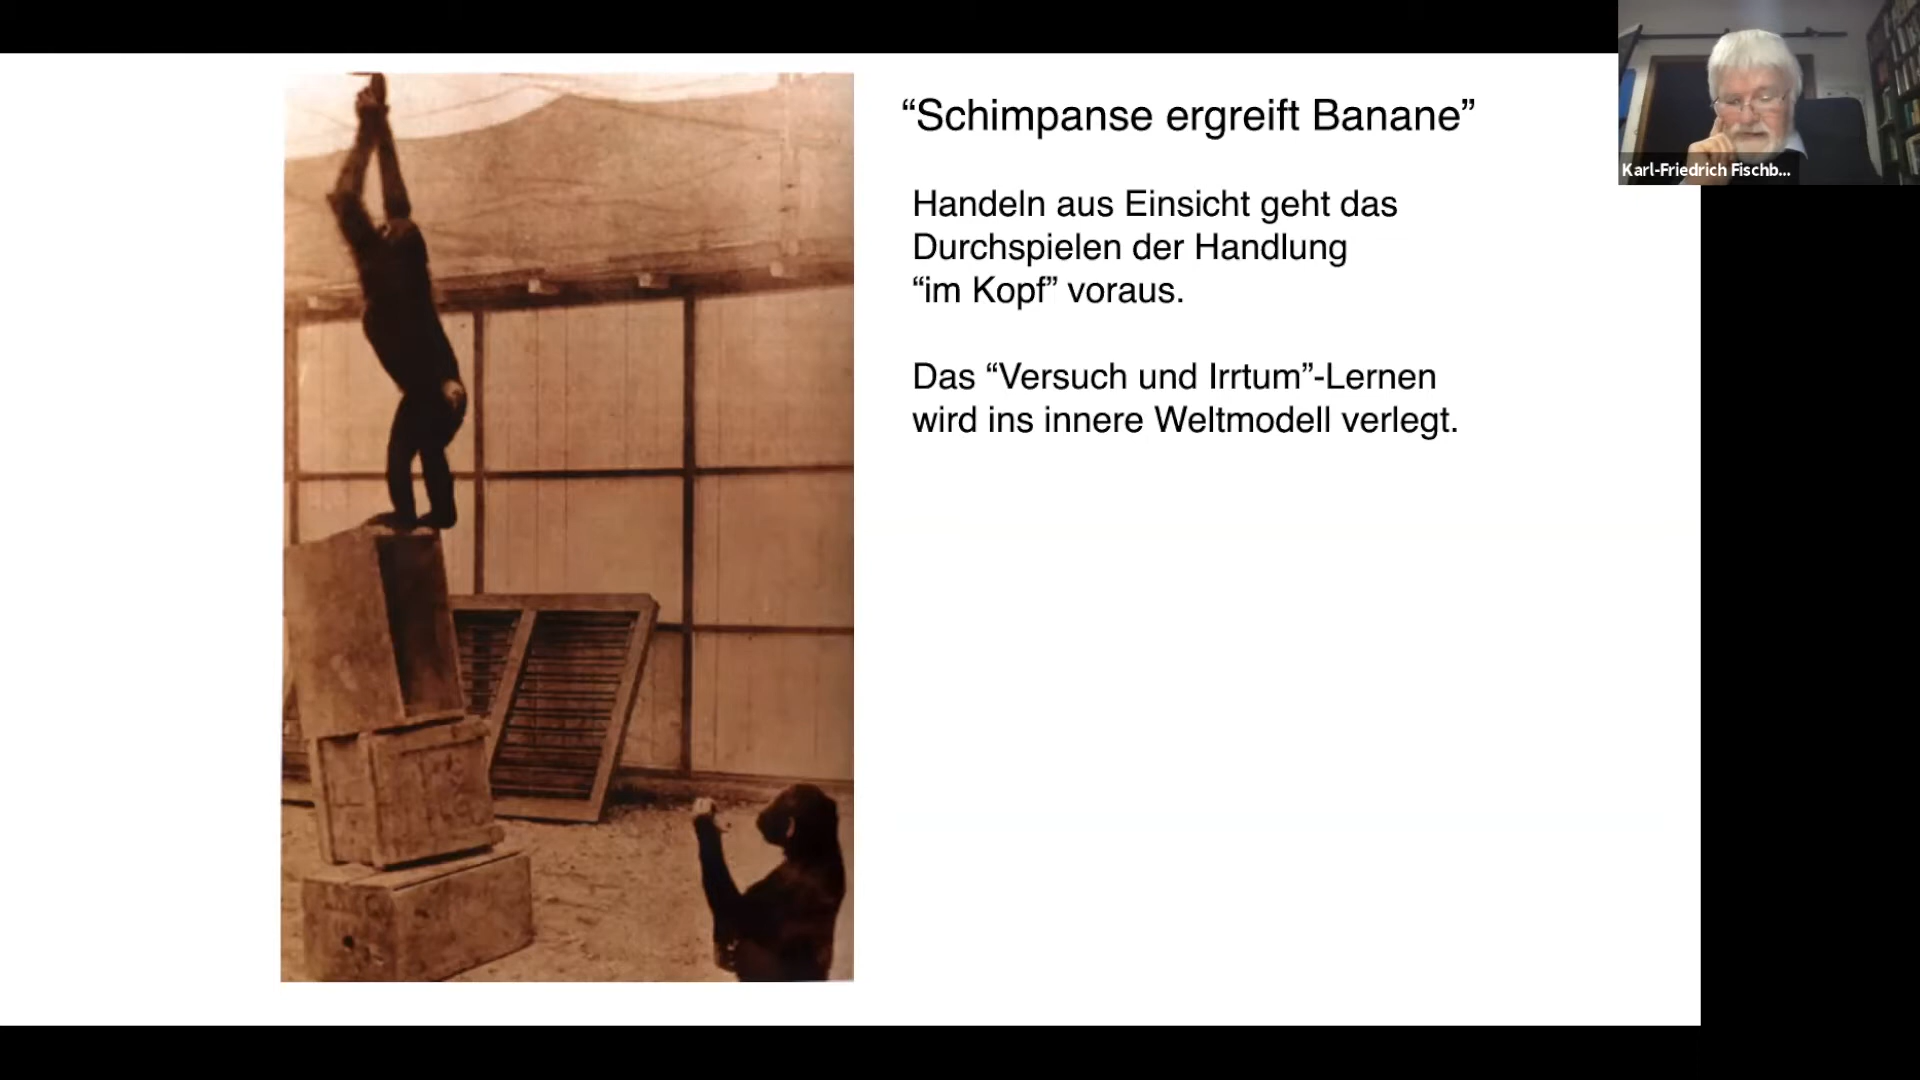 “Schimpanse ergreift Banane”
Handeln aus Einsicht geht das
Durchspielen der Handlung
“im Kopf” voraus.
Das “Versuch und Irrtum”-Lernen
wird ins innere Weltmodell verlegt.
Karl-Friedrich Fischb...